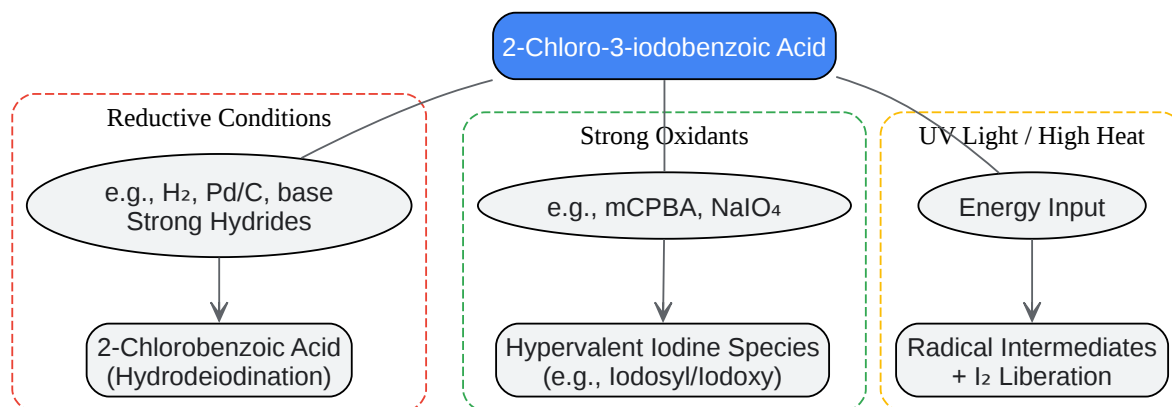 2-Chloro-3-iodobenzoic Acid
Reductive Conditions
e.g., H₂, Pd/C, base
Strong Hydrides
2-Chlorobenzoic Acid
(Hydrodeiodination)
Strong Oxidants
e.g., mCPBA, NaIO₄
Hypervalent Iodine Species
(e.g., Iodosyl/Iodoxy)
UV Light / High Heat
Energy Input
Radical Intermediates
+ I₂ Liberation